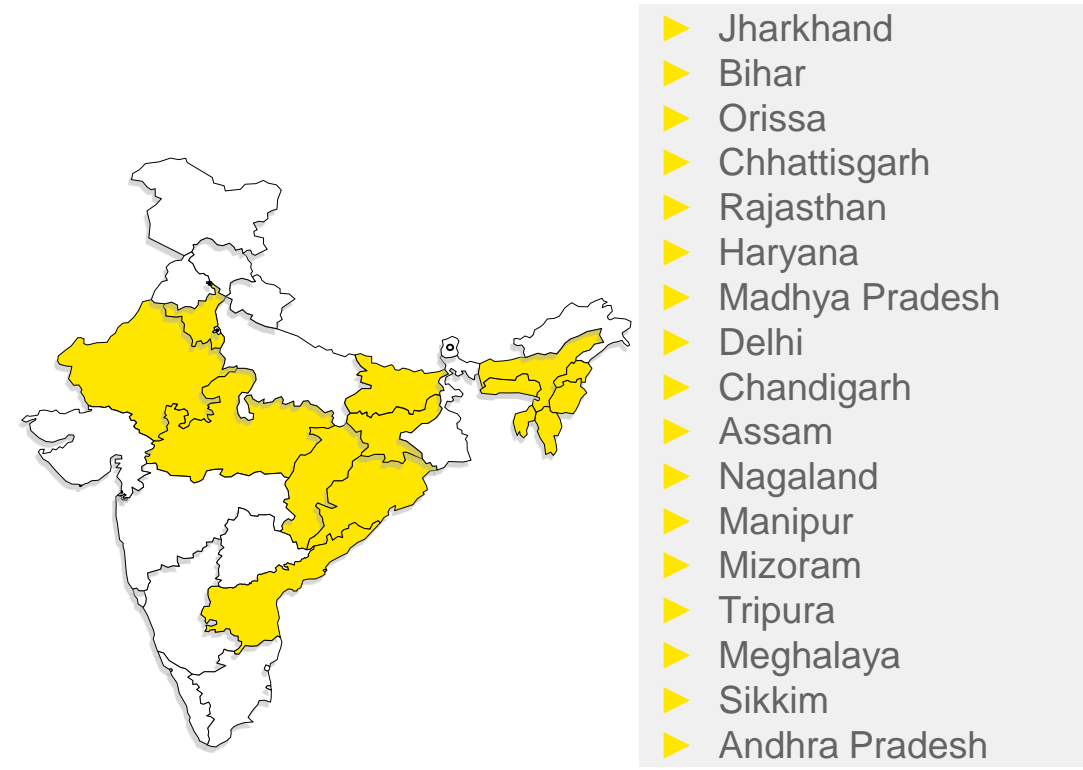 Jharkhand
Bihar
Orissa
Chhattisgarh
Rajasthan
Haryana
Madhya Pradesh
Delhi
Chandigarh
Assam
Nagaland
Manipur
Mizoram
Tripura
Meghalaya
Sikkim
Andhra Pradesh